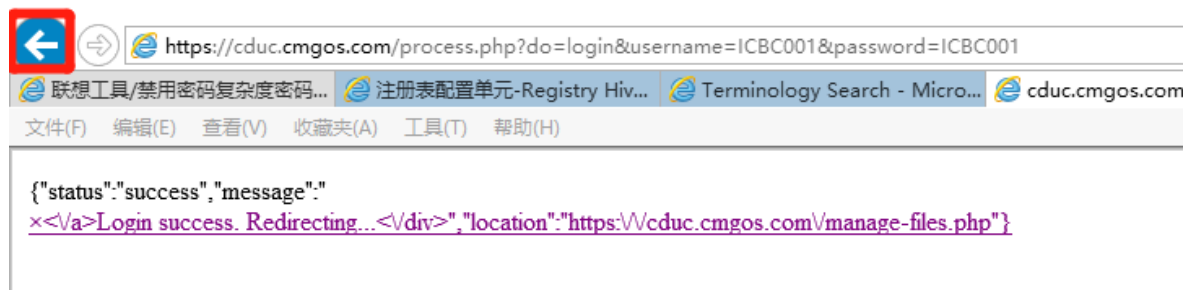 https://cduc.cmgos.com/process.php?do=login&username=ICBC001&password=ICBC001
联想工具/禁用密码复杂度密码... 注册表配置单元-Registry Hiv... Terminology Search - Micro... cduc.cmgos.com
文件(F) 编辑(E) 查看(V) 收藏夹(A) 工具(T) 帮助(H)
{"status":"success","message":"
×<\/a>Login success. Redirecting...<\/div>","location":"https:\/\/cduc.cmgos.com\/manage-files.php"}